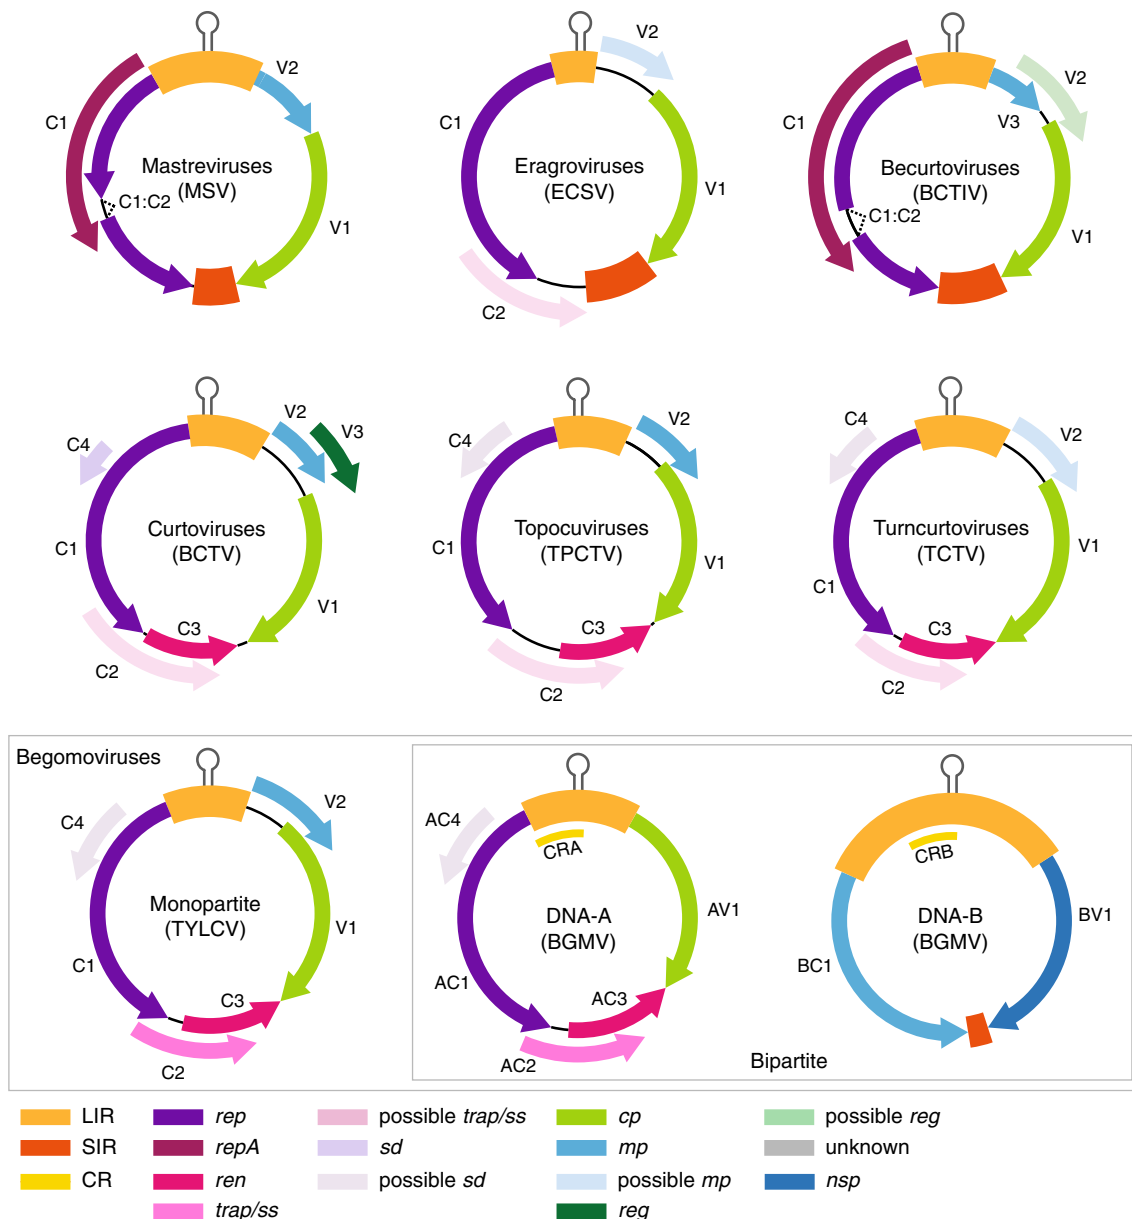 V2
C1
Mastreviruses
(MSV)
C1:C2
V1
V2
C1
Eragroviruses
(ECSV)
V1
C2
V2
C1
V3
Becurtoviruses
(BCTIV)
C1:C2
V1
C4
V2
V3
Curtoviruses
(BCTV)
C1
V1
C3
C2
C4
V2
Topocuviruses
(TPCTV)
C1
V1
C3
C2
C4
V2
Turncurtoviruses
(TCTV)
V1
C1
C3
C2
Begomoviruses
V2
C4
Monopartite
(TYLCV)
V1
C1
C3
C2
AC4
CRA
DNA-A
(BGMV)
AV1
AC1
AC3
AC2
CRB
DNA-B
(BGMV)
BV1
BC1
Bipartite
LIR
SIR
CR
rep
repA
ren
trap/ss
possible trap/ss
sd
possible sd
cp
mp
possible mp
reg
possible reg
unknown
nsp